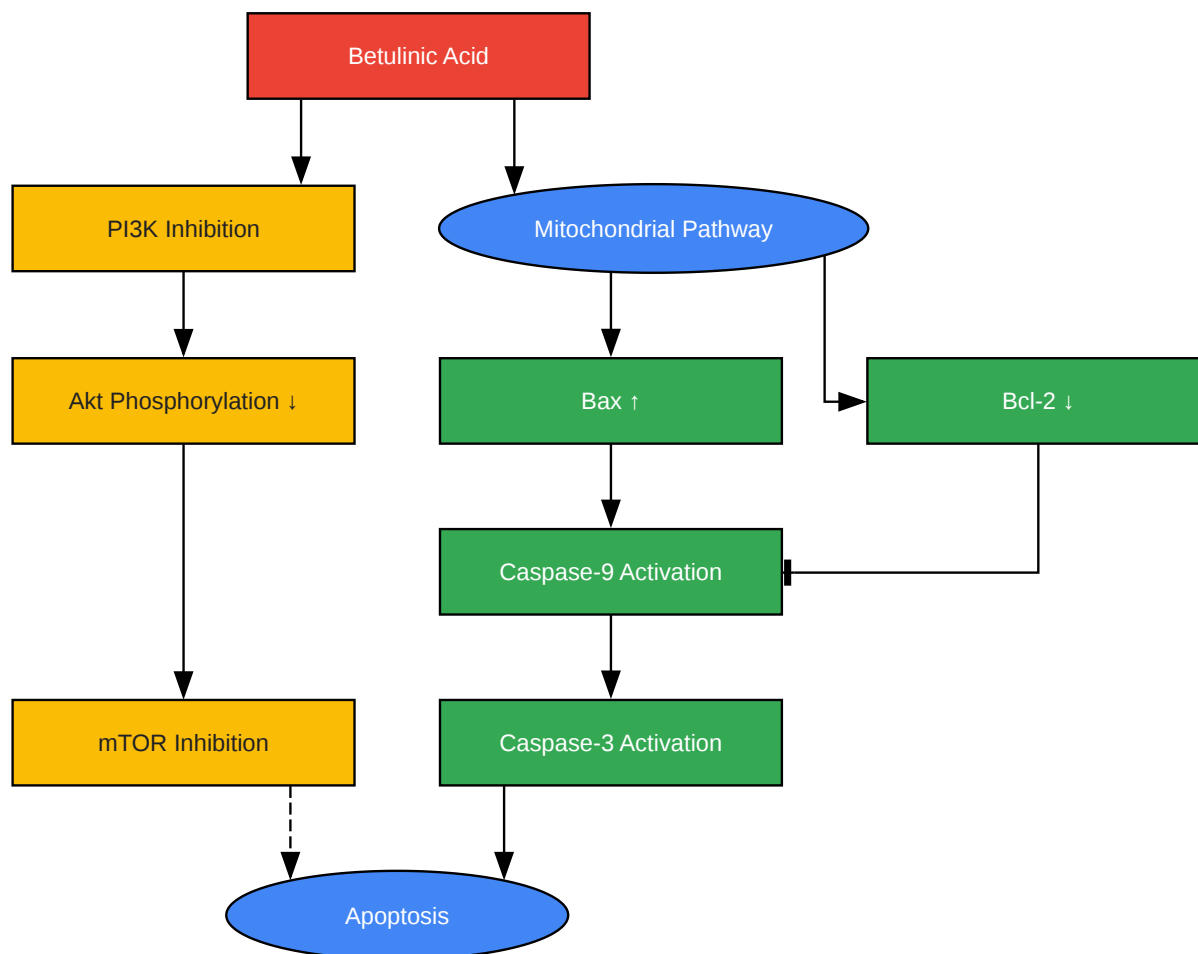 Betulinic Acid
PI3K Inhibition
Mitochondrial Pathway
Akt Phosphorylation ↓
Bax ↑
Bcl-2 ↓
Caspase-9 Activation
mTOR Inhibition
Caspase-3 Activation
Apoptosis